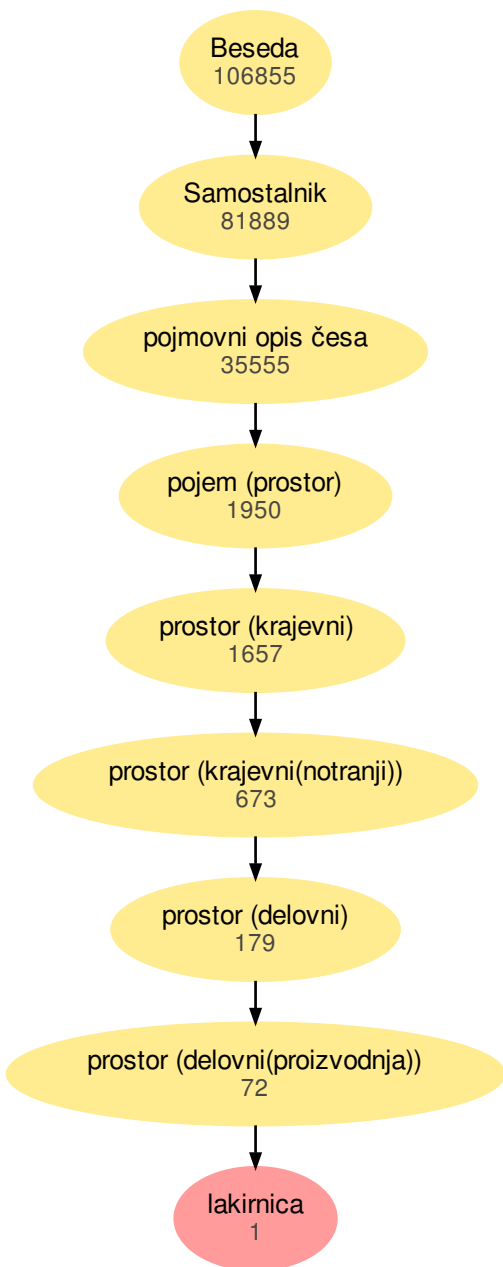 Beseda
106855
Samostalnik
81889
pojmovni opis česa
35555
pojem (prostor)
1950
prostor (krajevni)
1657
prostor (krajevni(notranji))
673
prostor (delovni)
179
prostor (delovni(proizvodnja))
72
lakirnica
1